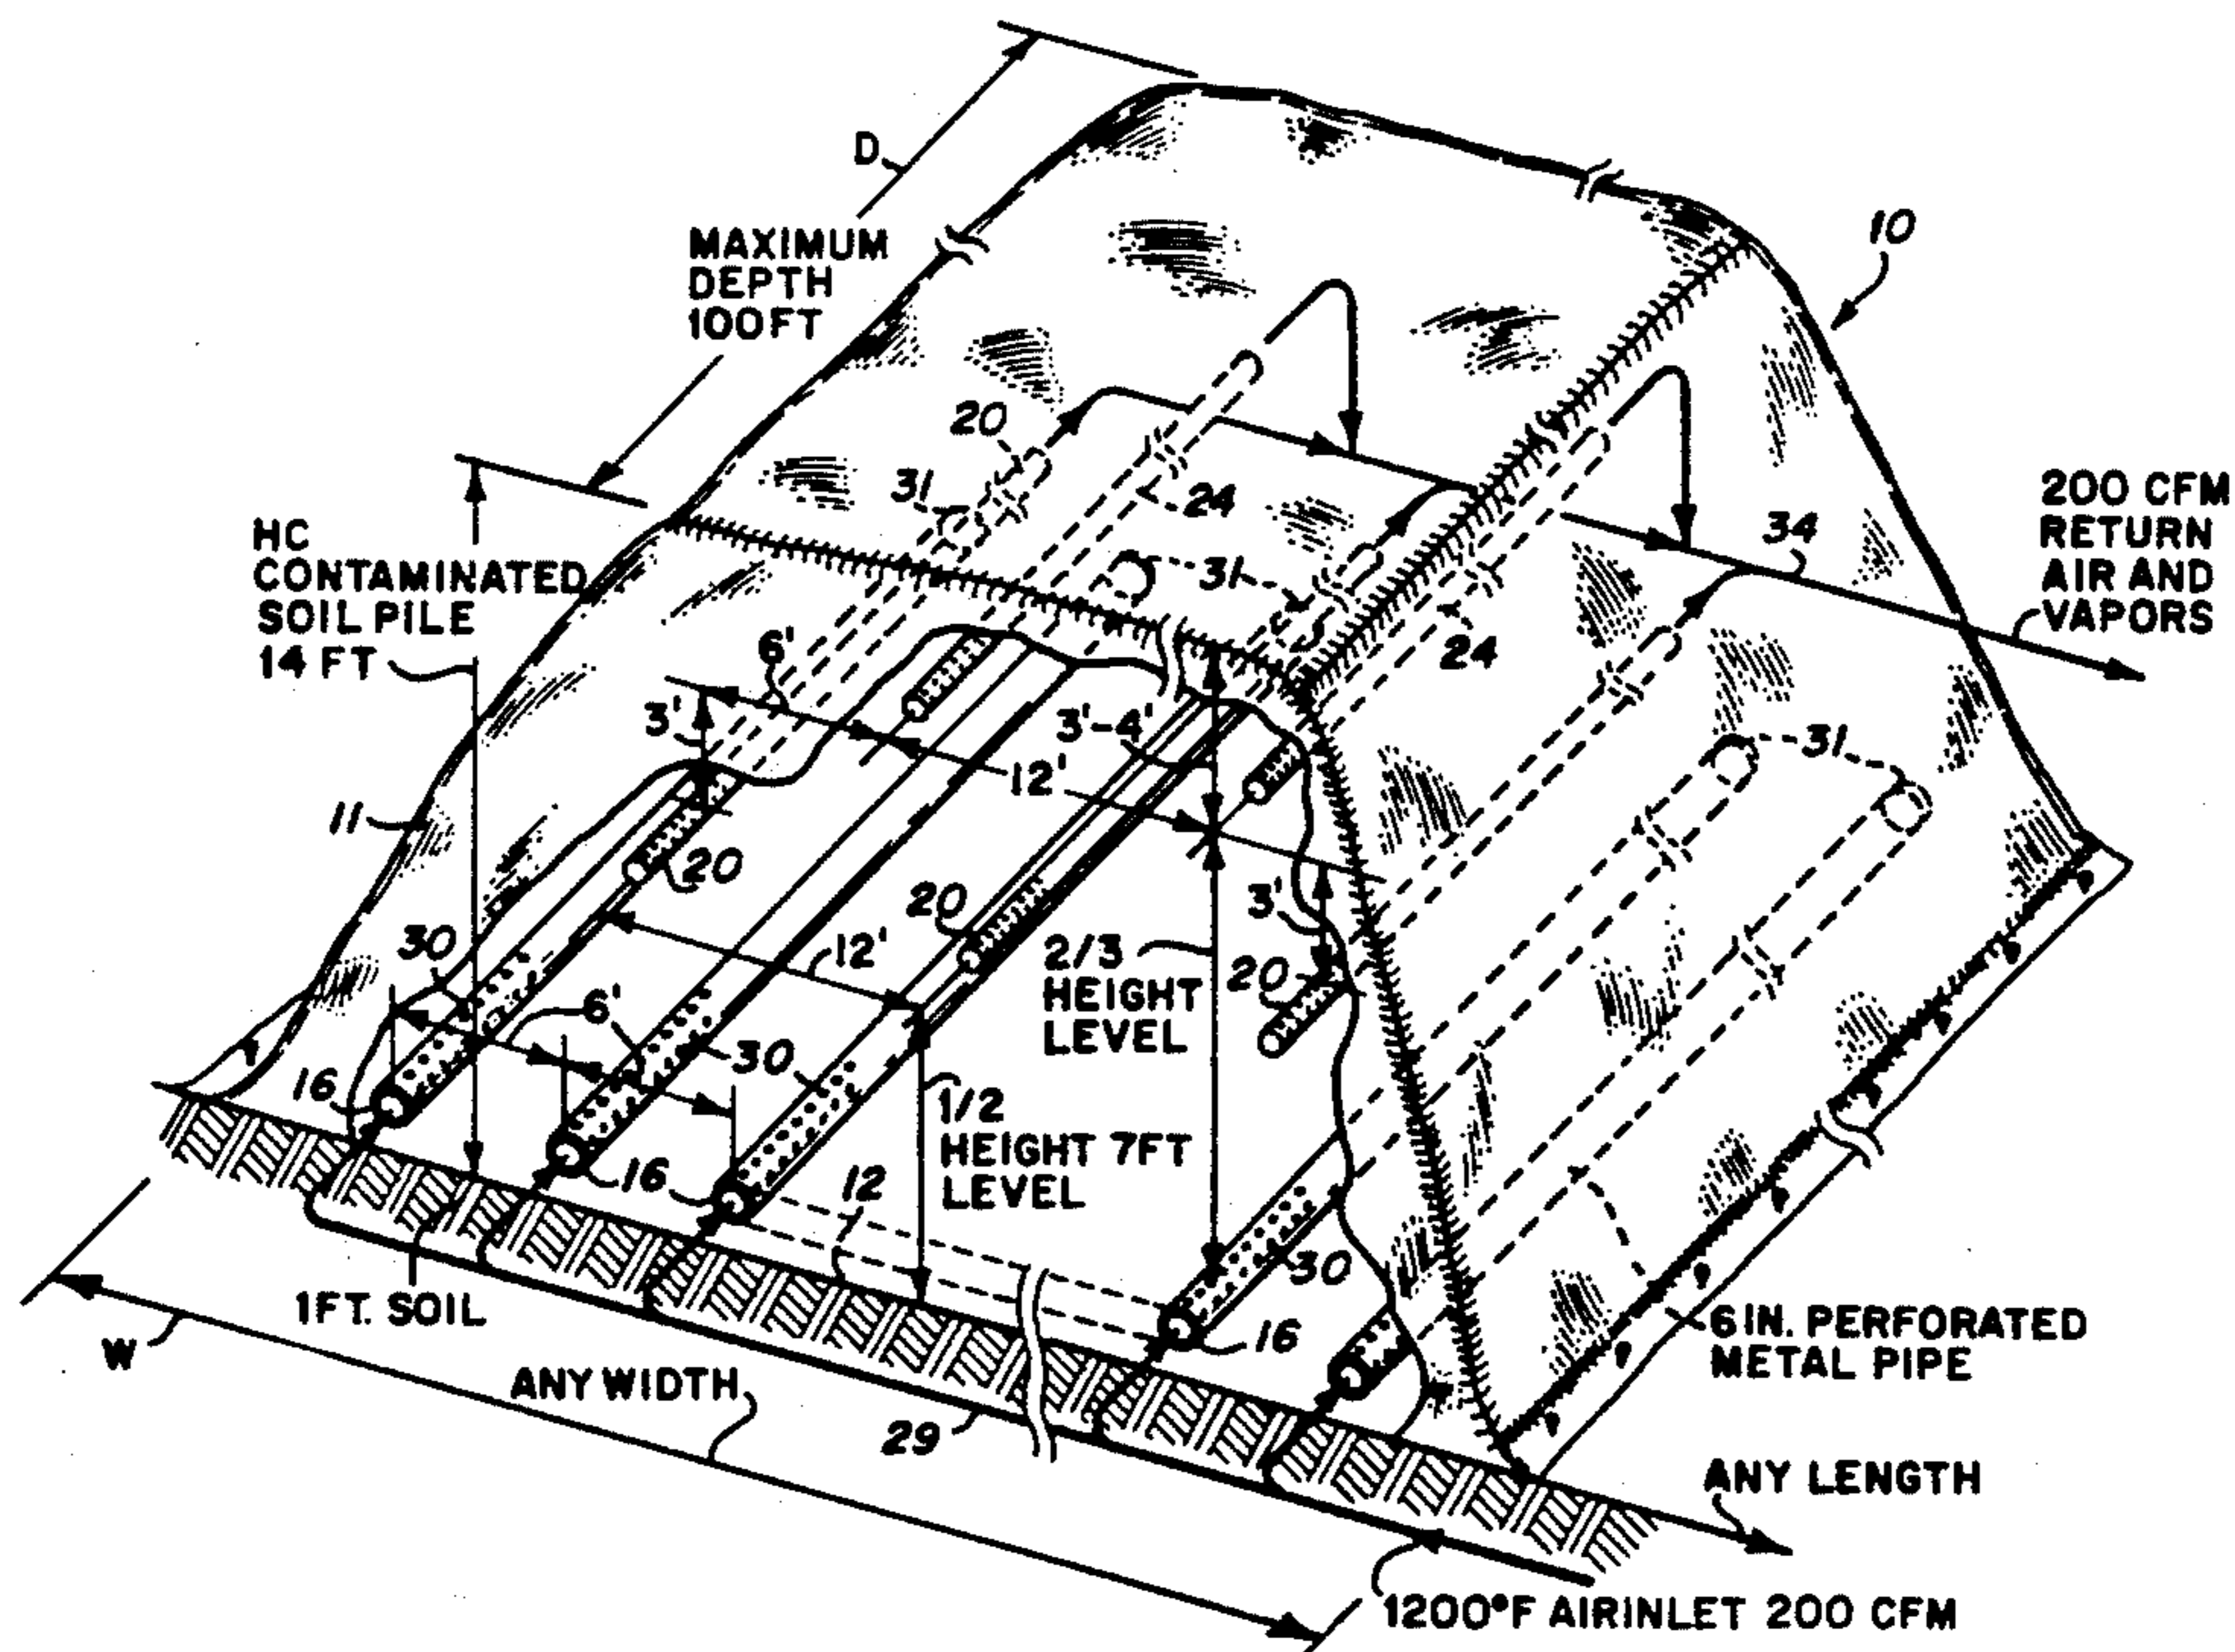 D
MAXIMUM
DEPTH
100FT
10
20
31
24
HC
CONTAMINATED
SOIL PILE
14 FT
31
34
200 CFM
RETURN
AIR AND
VAPORS
24
6'
3'
3'-4'
12'
31
11
20
20
3'
30
12'
2/3
HEIGHT
LEVEL
20
6'
30
16
1/2
HEIGHT 7FT
LEVEL
16
12
30
1FT. SOIL
16
6 IN. PERFORATED
METAL PIPE
W
ANY WIDTH
29
ANY LENGTH
1200°F AIRINLET 200 CFM